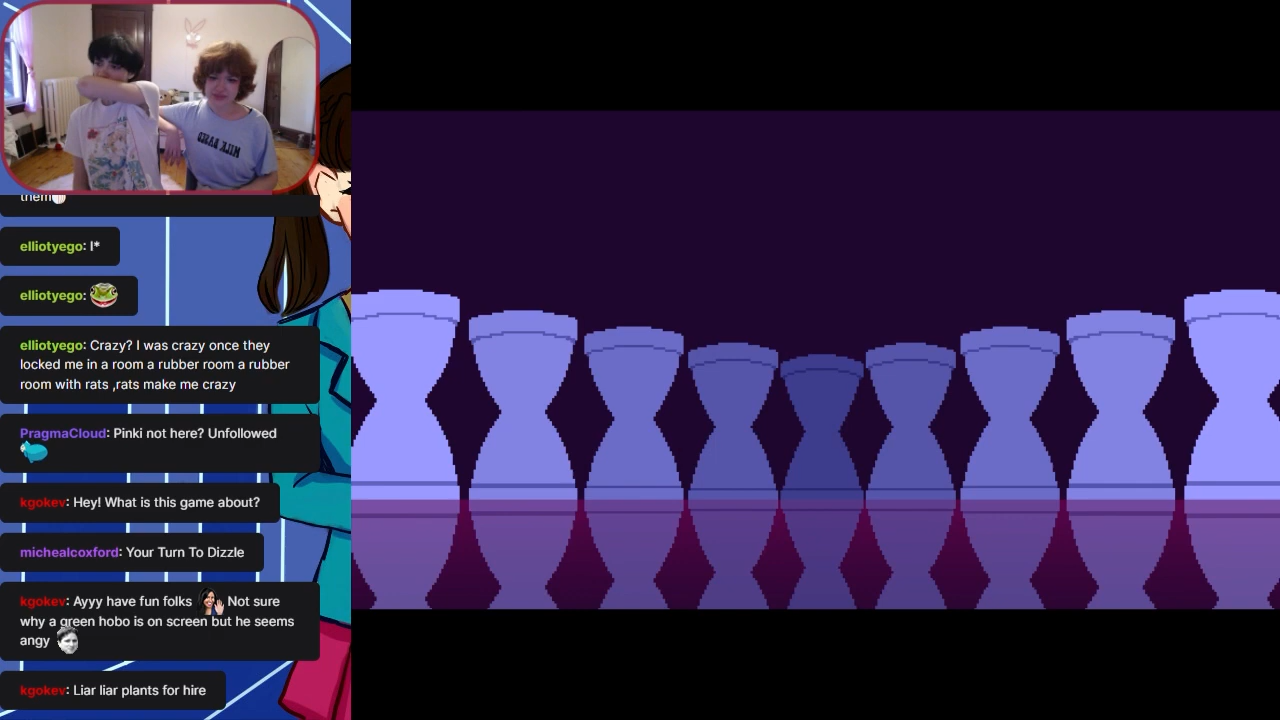 MILK BASED
them
elliotyego: I*
elliotyego:
elliotyego: Crazy? I was crazy once they
locked me in a room a rubber room a rubber
room with rats ,rats make me crazy
PragmaCloud: Pinki not here? Unfollowed
kgokev: Hey! What is this game about?
michealcoxford: Your Turn To Dizzle
kgokev: Ayyy have fun folks Not sure
why a green hobo is on screen but he seems
angy
kgokev: Liar liar plants for hire